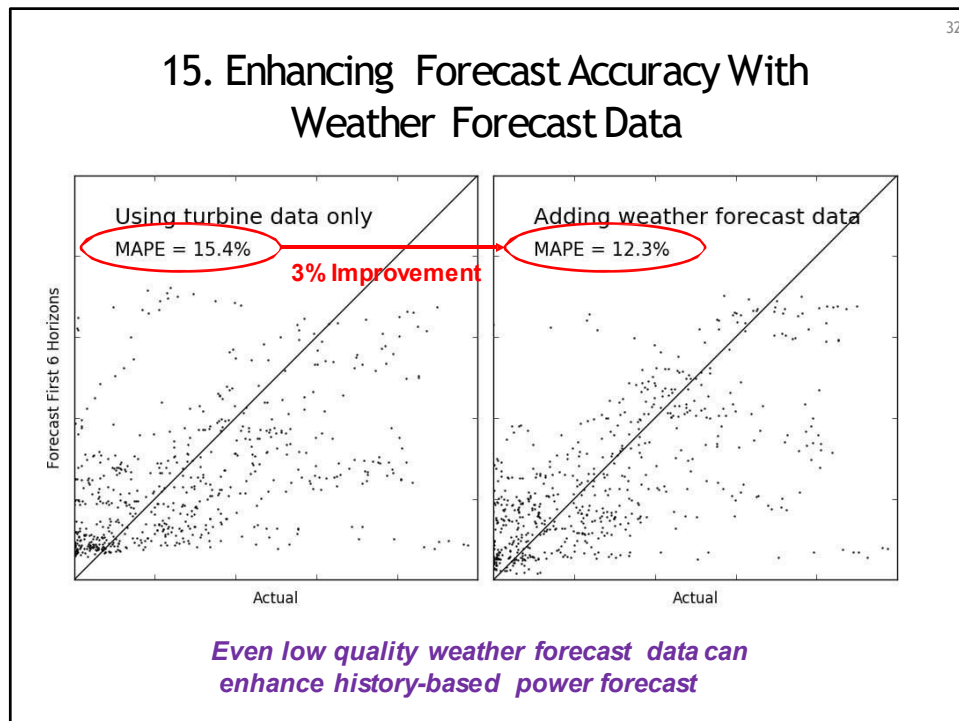 32
15. Enhancing Forecast Accuracy With
Weather Forecast Data
Using turbine data only
MAPE = 15.4%
Adding weather forecast data
MAPE = 12.3%
3% Improvement
Forecast First 6 Horizons
Actual
Actual
Even low quality weather forecast data can
enhance history-based power forecast